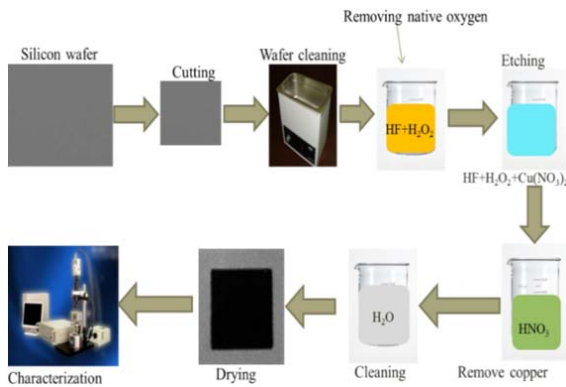 Removing native oxygen
Silicon wafer
Cutting
Wafer cleaning
Etching
HF+H₂O₂
HF+H₂O₂+Cu(NO₃)₂
H₂O
HNO₃
Characterization
Drying
Cleaning
Remove copper